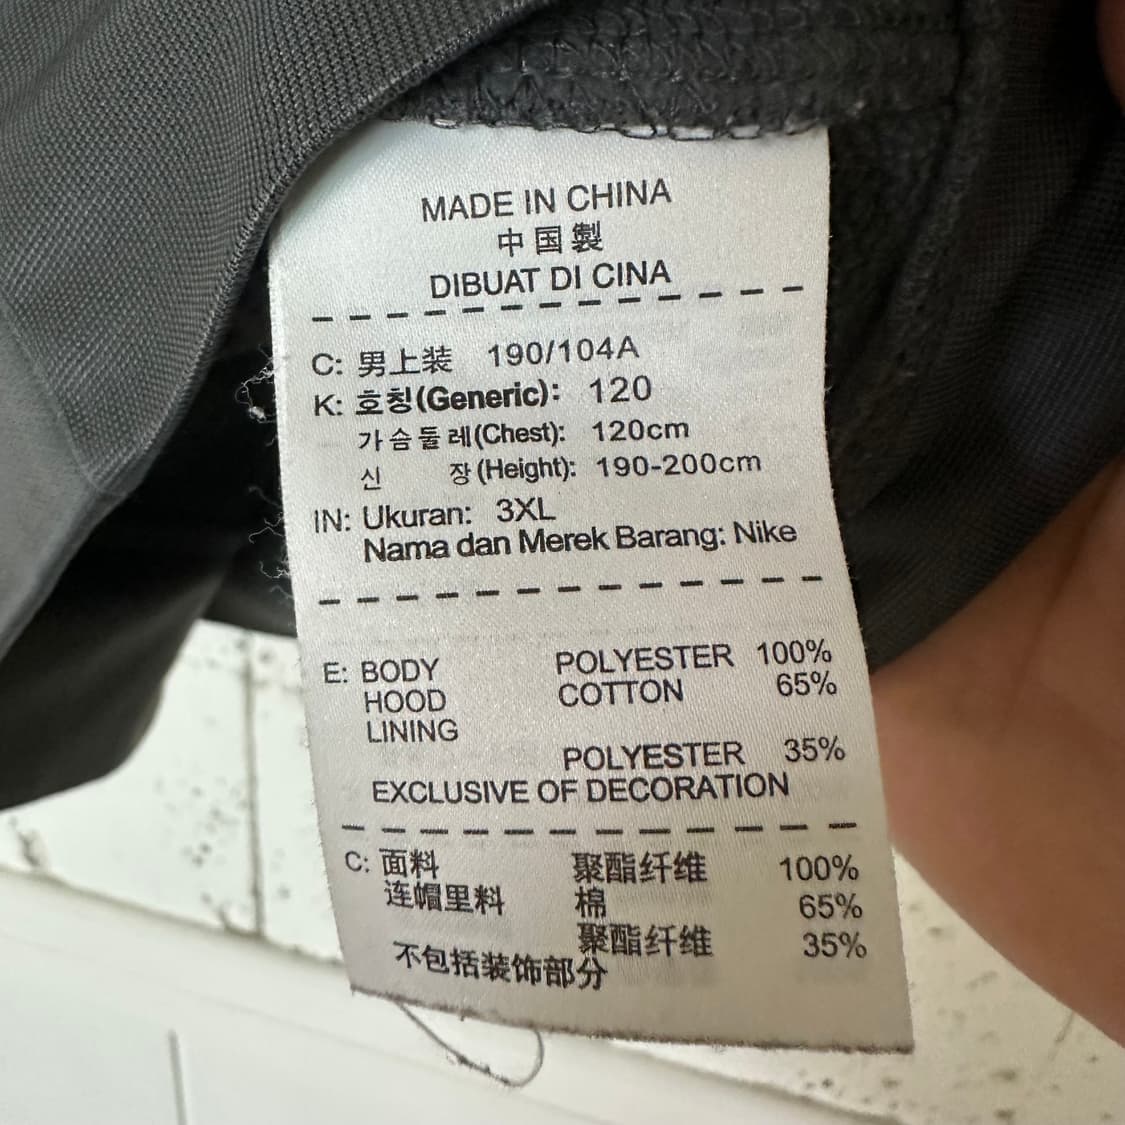 MADE IN CHINA
中国製
DIBUAT DI CINA
C: 男上装 190/104A
K: 호칭(Generic): 120
가슴둘레(Chest): 120cm
신 장(Height): 190-200cm
IN: Ukuran: 3XL
Nama dan Merek Barang: Nike
E: BODY POLYESTER 100%
HOOD COTTON 65%
LINING
POLYESTER 35%
EXCLUSIVE OF DECORATION
C: 面料 聚酯纤维 100%
连帽里料 棉 65%
聚酯纤维 35%
不包括装饰部分